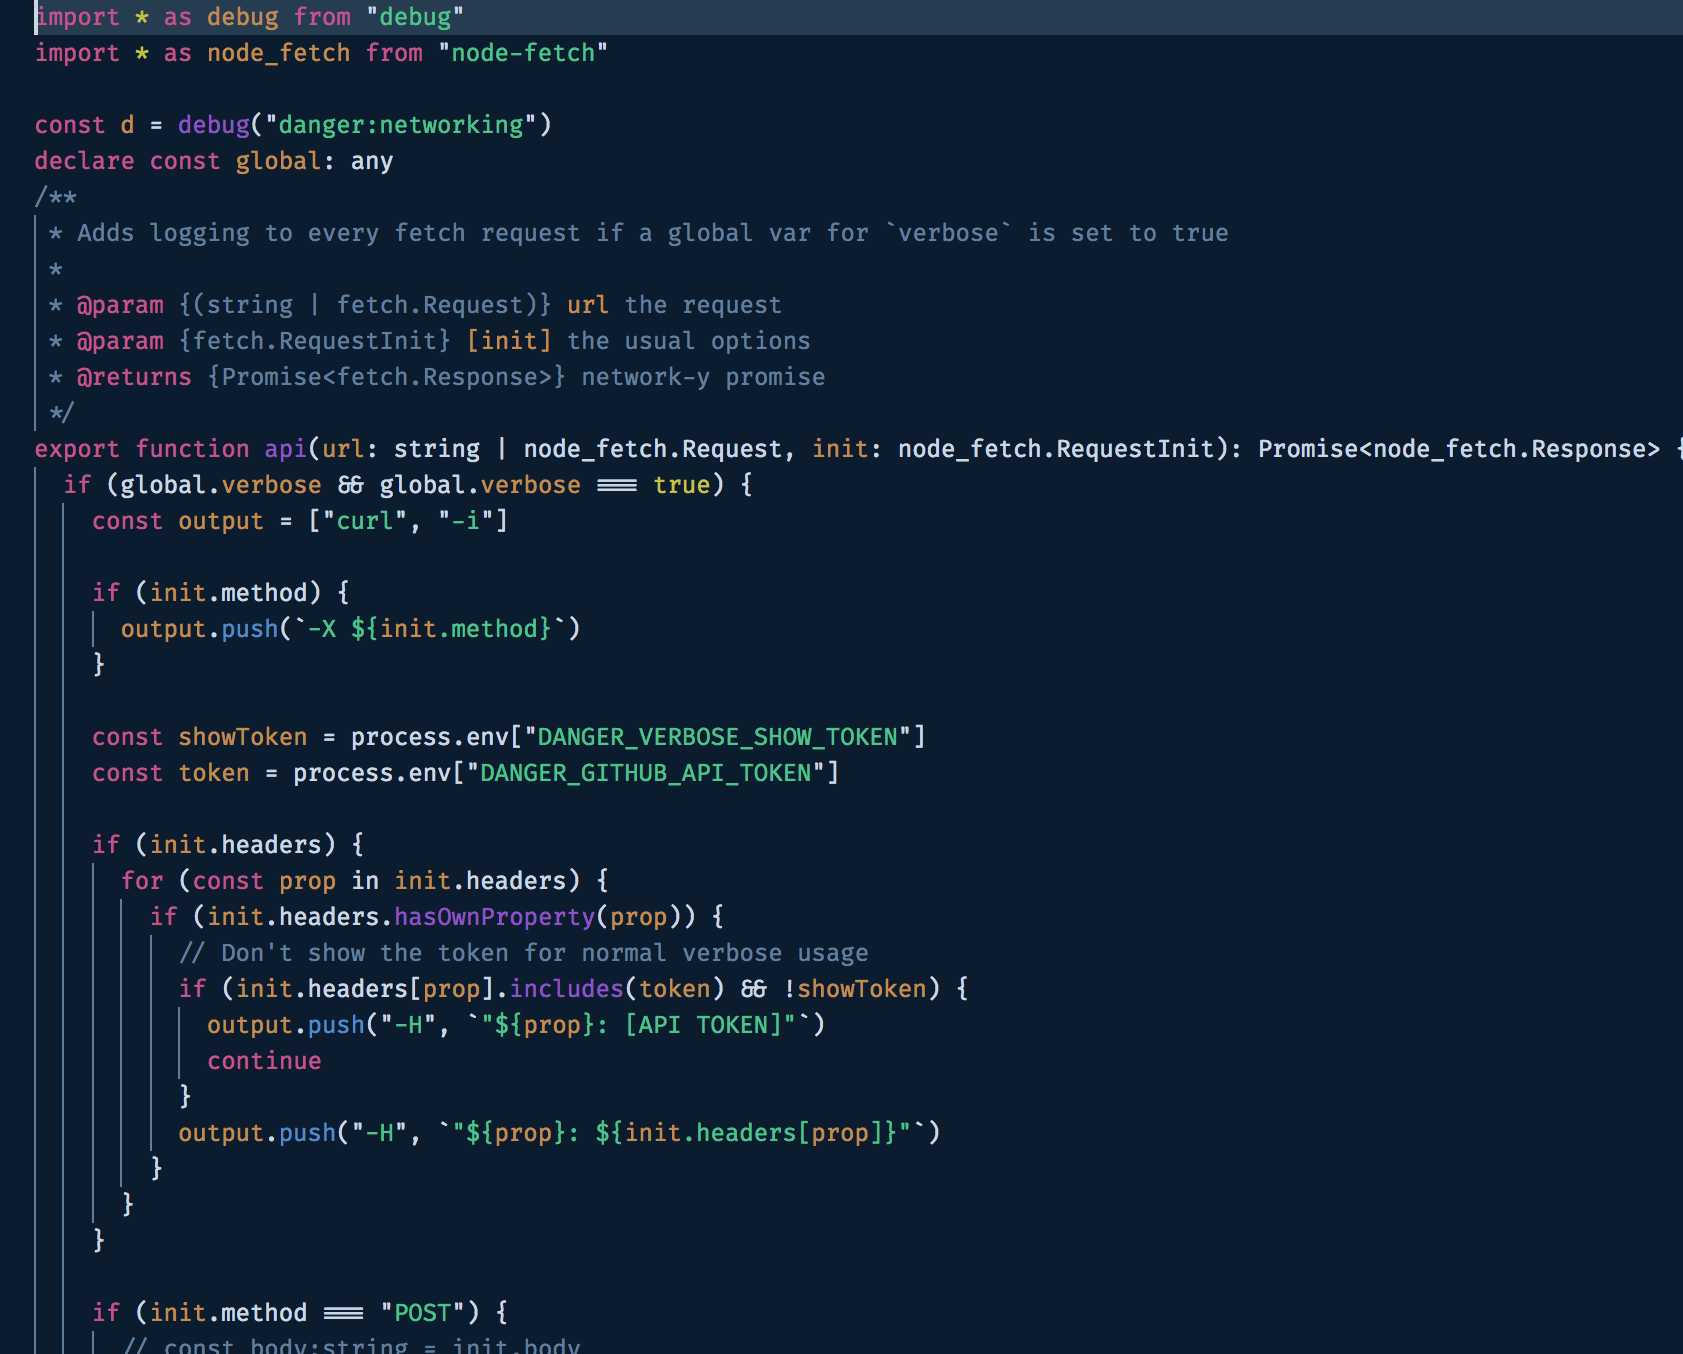 import * as debug from "debug"
import * as node_fetch from "node-fetch"

const d = debug("danger:networking")
declare const global: any
/**
 * Adds logging to every fetch request if a global var for `verbose` is set to true
 *
 * @param {(string | fetch.Request)} url the request
 * @param {fetch.RequestInit} [init] the usual options
 * @returns {Promise<fetch.Response>} network-y promise
 */
export function api(url: string | node_fetch.Request, init: node_fetch.RequestInit): Promise<node_fetch.Response> {
  if (global.verbose && global.verbose === true) {
    const output = ["curl", "-i"]

    if (init.method) {
      output.push(`-X ${init.method}`)
    }

    const showToken = process.env["DANGER_VERBOSE_SHOW_TOKEN"]
    const token = process.env["DANGER_GITHUB_API_TOKEN"]

    if (init.headers) {
      for (const prop in init.headers) {
        if (init.headers.hasOwnProperty(prop)) {
          // Don't show the token for normal verbose usage
          if (init.headers[prop].includes(token) && !showToken) {
            output.push("-H", `"${prop}: [API TOKEN]"`)
            continue
          }
          output.push("-H", `"${prop}: ${init.headers[prop]}"`)
        }
      }
    }

    if (init.method === "POST") {
      // const body:string = init.body